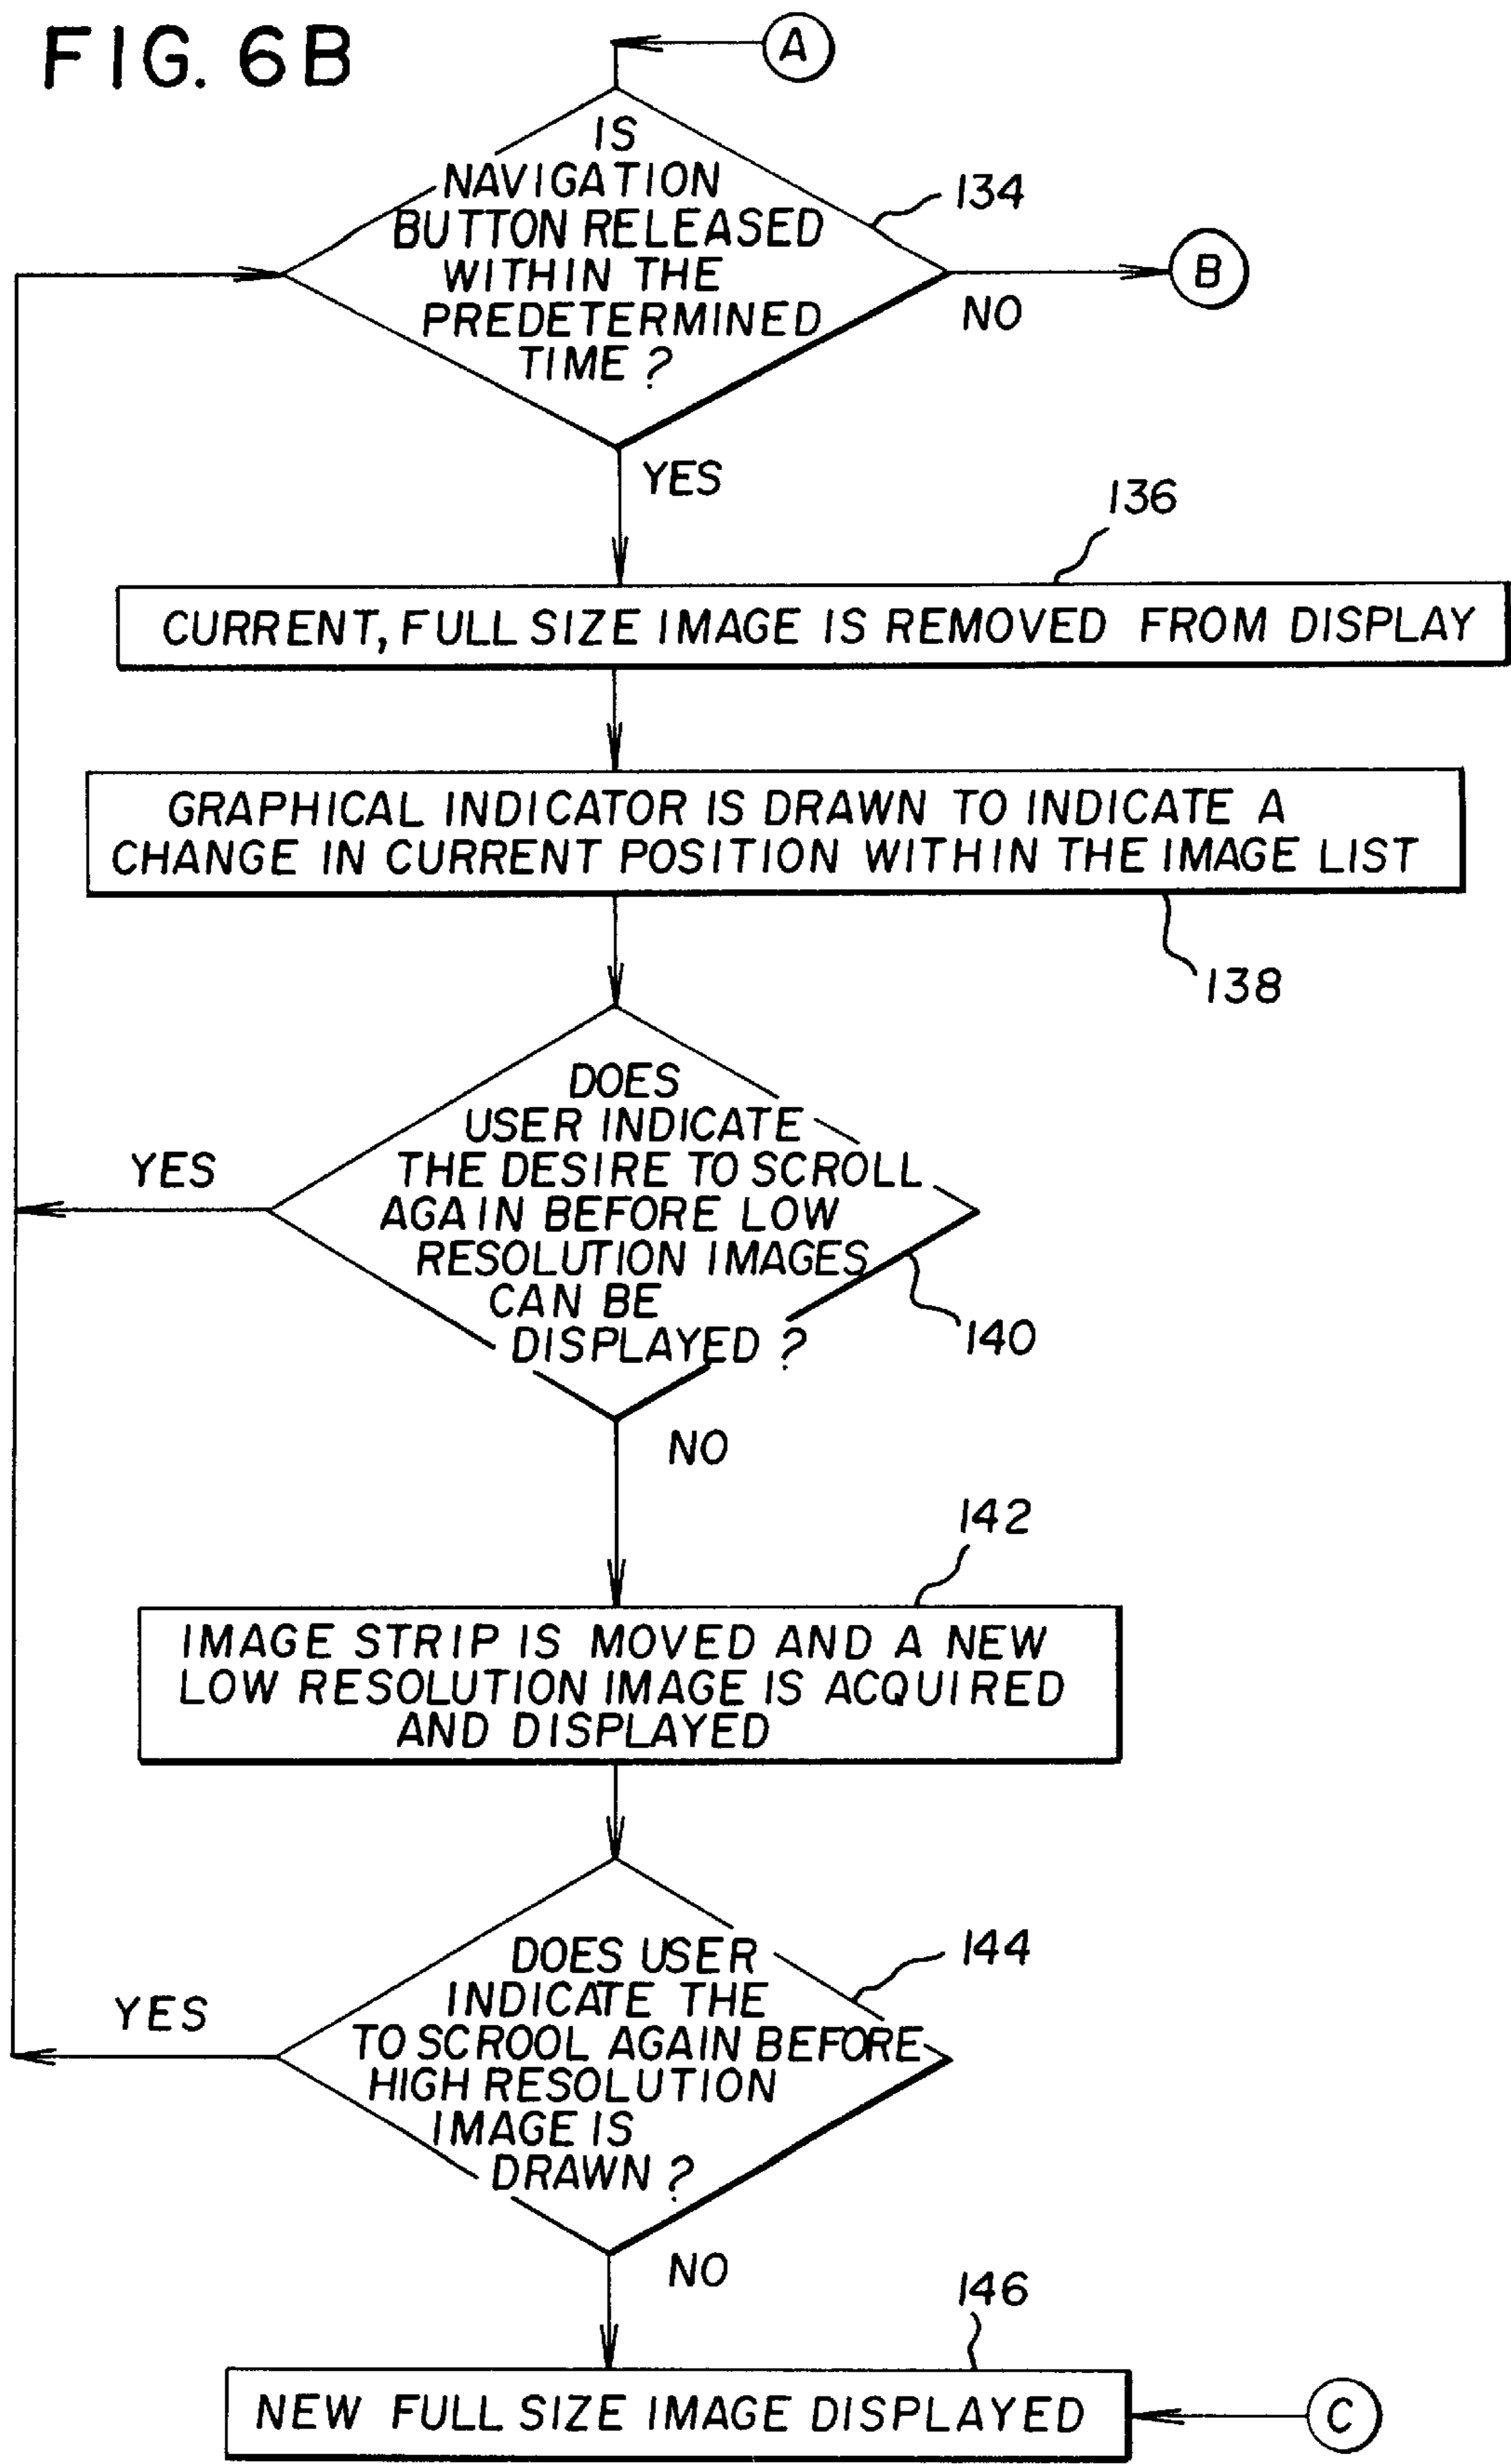 FIG. 6B
A
IS
NAVIGATION
BUTTON RELEASED
WITHIN THE
PREDETERMINED
TIME ?
134
B
NO
YES
136
CURRENT, FULL SIZE IMAGE IS REMOVED FROM DISPLAY
GRAPHICAL INDICATOR IS DRAWN TO INDICATE A
CHANGE IN CURRENT POSITION WITHIN THE IMAGE LIST
138
DOES
USER INDICATE
THE DESIRE TO SCROLL
AGAIN BEFORE LOW
RESOLUTION IMAGES
CAN BE
DISPLAYED ?
YES
140
NO
142
IMAGE STRIP IS MOVED AND A NEW
LOW RESOLUTION IMAGE IS ACQUIRED
AND DISPLAYED
DOES USER
INDICATE THE
TO SCROOL AGAIN BEFORE
HIGH RESOLUTION
IMAGE IS
DRAWN ?
144
YES
NO
146
NEW FULL SIZE IMAGE DISPLAYED
C